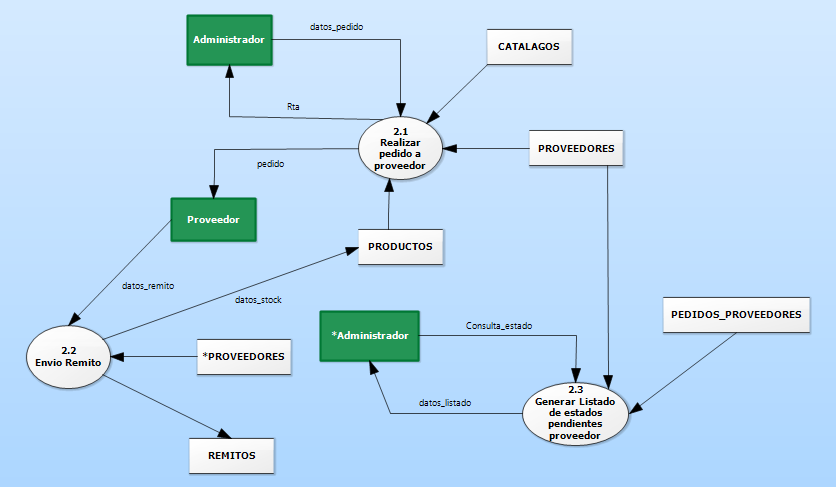 datos_pedido
Administrador
CATALAGOS
Rta
2.1
Realizar
pedido a
proveedor
PROVEEDORES
pedido
Proveedor
PRODUCTOS
datos_remito
datos_stock
PEDIDOS_PROVEEDORES
*Administrador
Consulta_estado
2.2
Envio Remito
*PROVEEDORES
2.3
Generar Listado
de estados
pendientes
proveedor
datos_listado
REMITOS